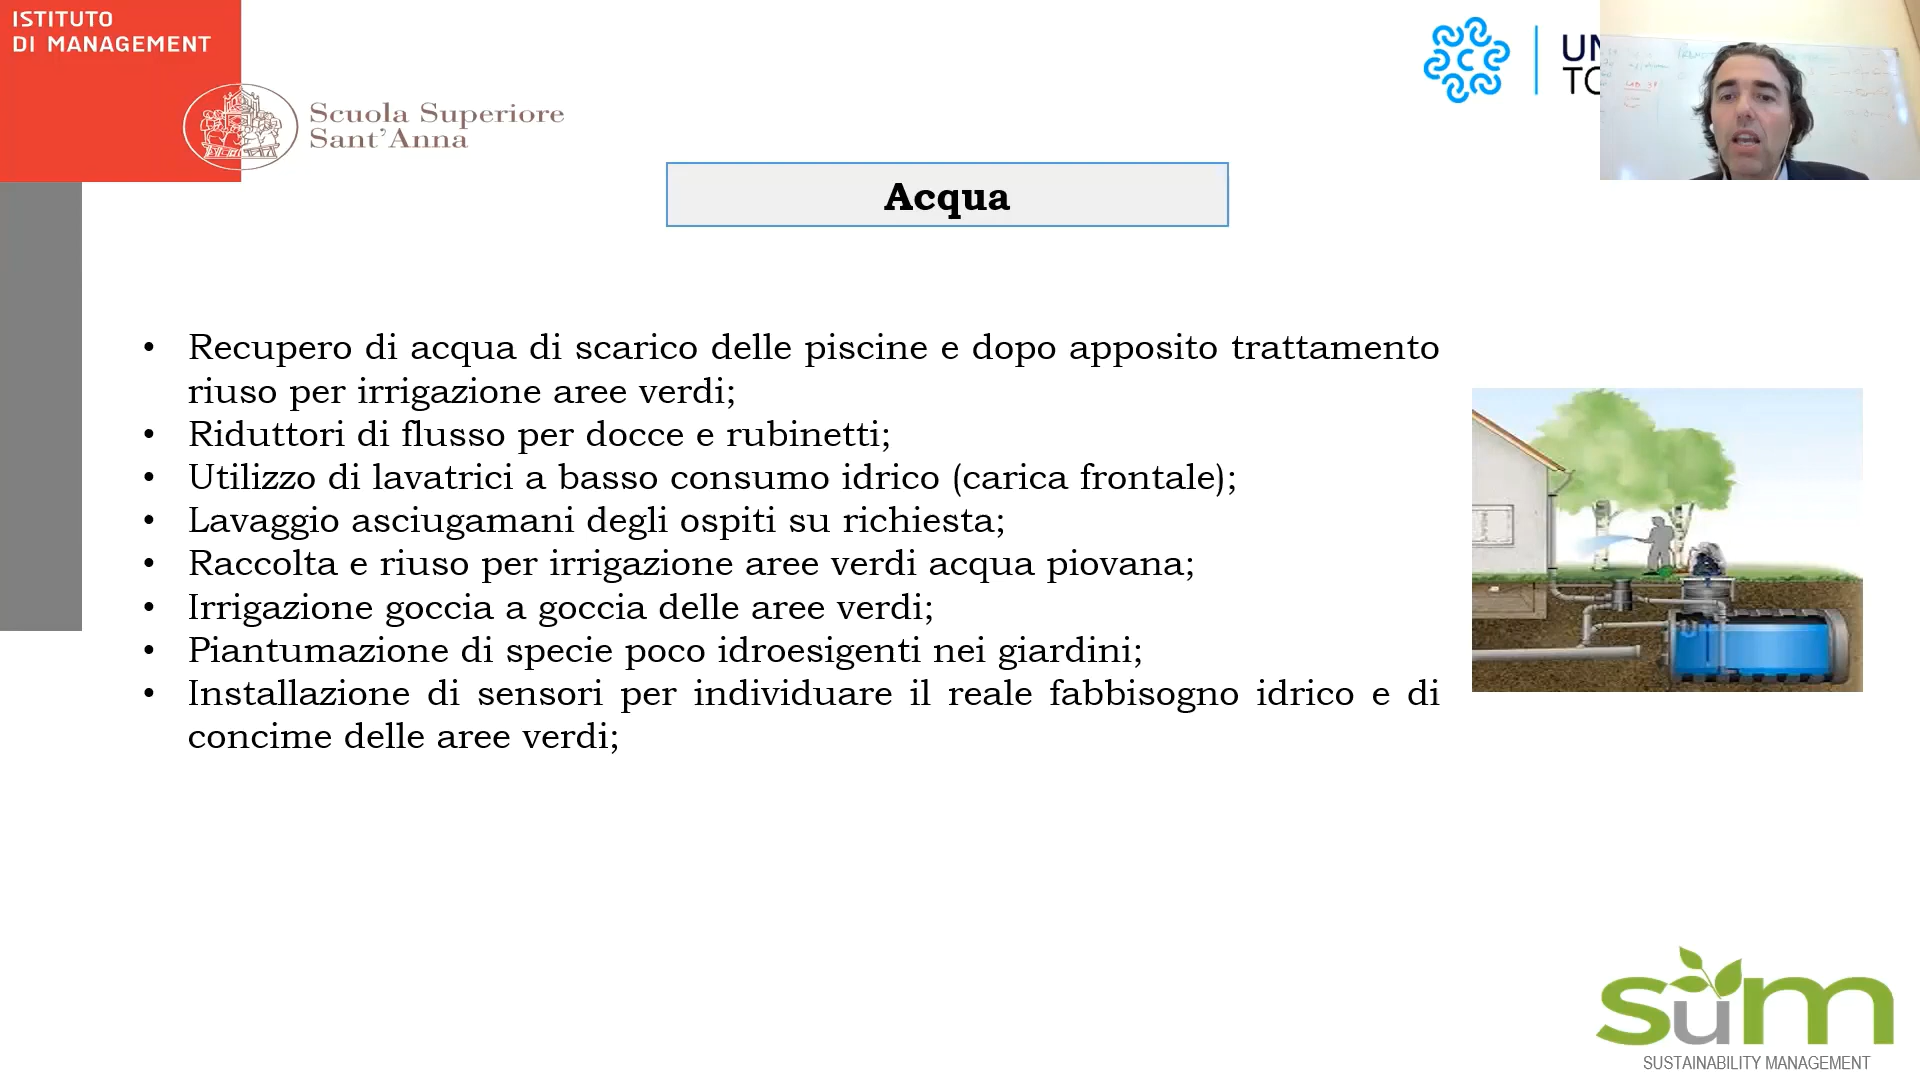 ISTITUTO
DI MANAGEMENT
Scuola Superiore
Sant'Anna
Acqua
• Recupero di acqua di scarico delle piscine e dopo apposito trattamento
riuso per irrigazione aree verdi;
• Riduttori di flusso per docce e rubinetti;
• Utilizzo di lavatrici a basso consumo idrico (carica frontale);
• Lavaggio asciugamani degli ospiti su richiesta;
• Raccolta e riuso per irrigazione aree verdi acqua piovana;
• Irrigazione goccia a goccia delle aree verdi;
• Piantumazione di specie poco idroesigenti nei giardini;
• Installazione di sensori per individuare il reale fabbisogno idrico e di
concime delle aree verdi;
sum
SUSTAINABILITY MANAGEMENT